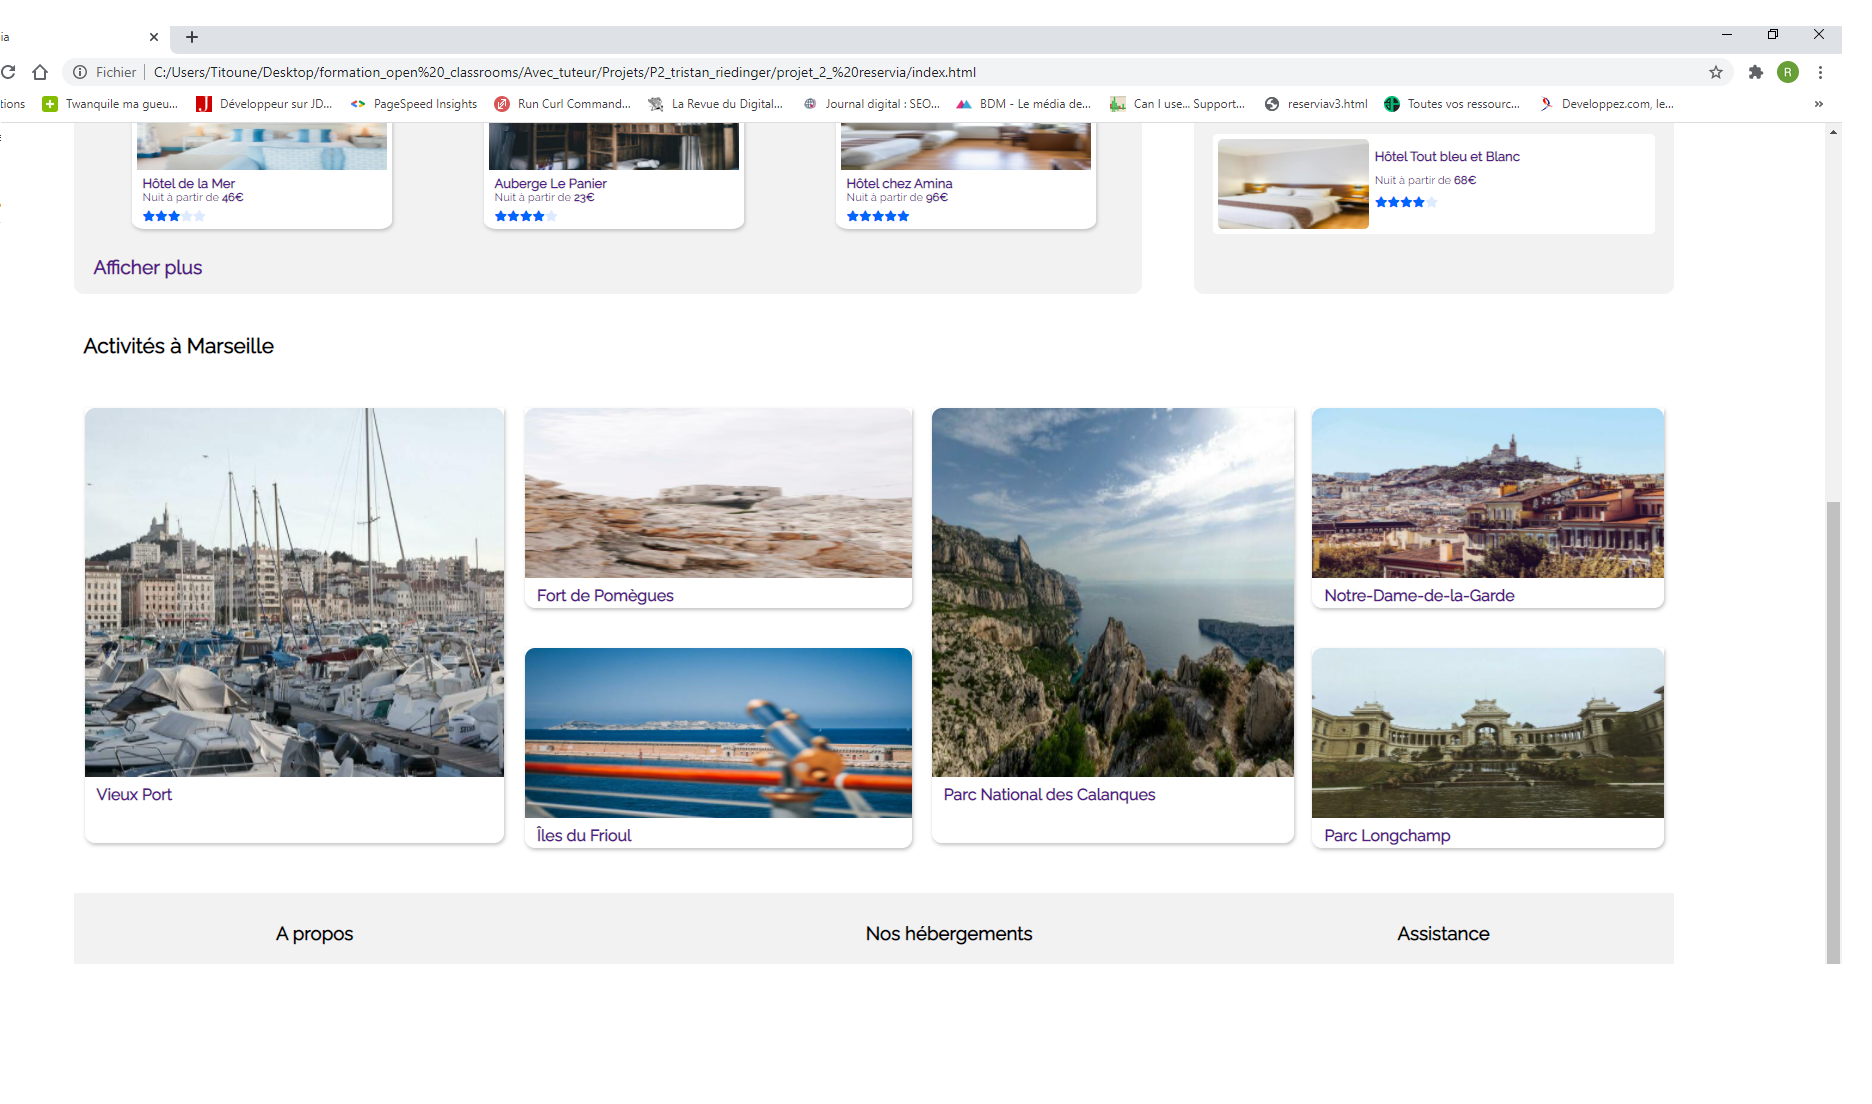 ia
Fichier C:/Users/Titoune/Desktop/formation_open%20_classrooms/Avec_tuteur/Projets/P2_tristan_riedinger/projet_2_%20reservia/index.html
R
tions Twanquile ma gueu... Développeur sur JD... PageSpeed Insights Run Curl Command... La Revue du Digital... Journal digital : SEO... BDM - Le média de... Can I use... Support... reserviav3.html Toutes vos ressourc... Developpez.com, le... »
Hôtel de la Mer
Nuit à partir de 46€
Auberge Le Panier
Nuit à partir de 23€
Hôtel chez Amina
Nuit à partir de 96€
Afficher plus
Hôtel Tout bleu et Blanc
Nuit à partir de 68€
Activités à Marseille
Vieux Port
Fort de Pomègues
Îles du Frioul
Parc National des Calanques
Notre-Dame-de-la-Garde
Parc Longchamp
A propos
Nos hébergements
Assistance